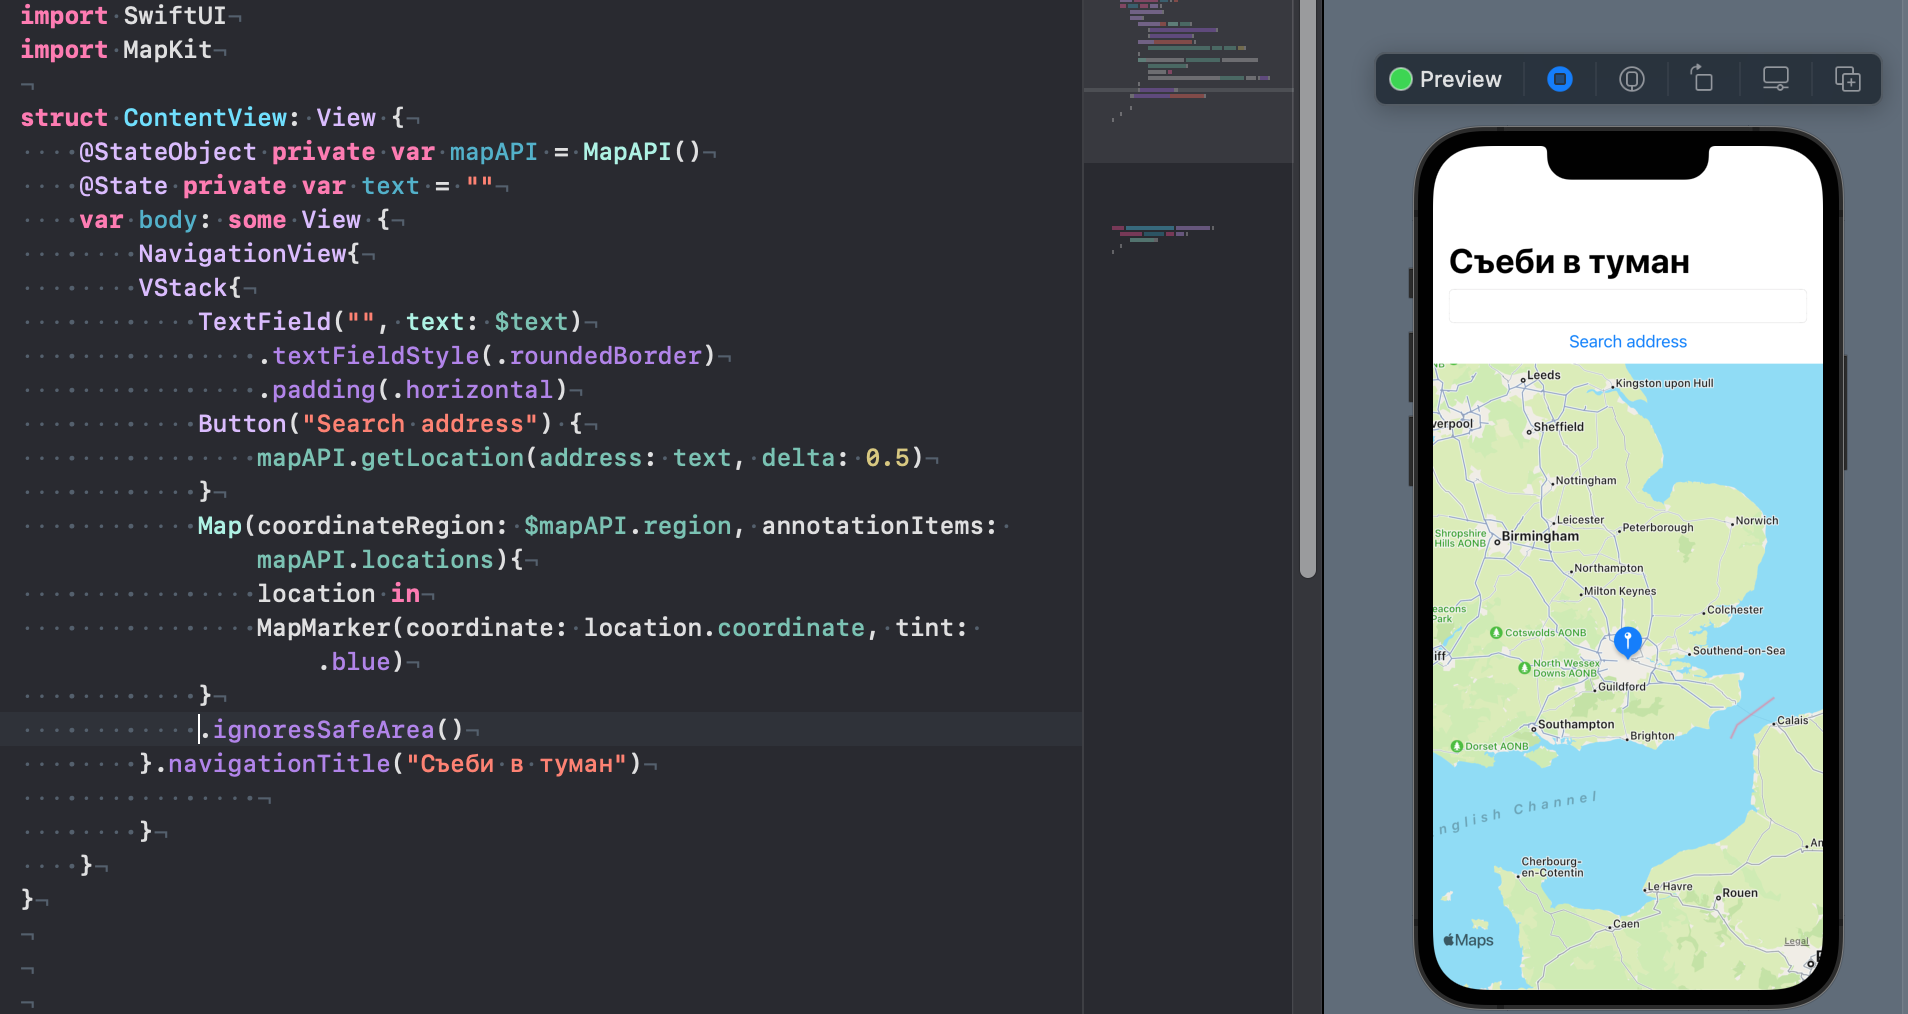 import SwiftUI
import MapKit
struct ContentView: View {
@StateObject private var mapAPI = MapAPI()
@State private var text = ""
var body: some View {
NavigationView{
VStack{
TextField("", text: $text)
.textFieldStyle(.roundedBorder)
.padding(.horizontal)
Button("Search address") {
mapAPI.getLocation(address: text, delta: 0.5)
}
Map(coordinateRegion: $mapAPI.region, annotationItems:
mapAPI.locations){
location in
MapMarker(coordinate: location.coordinate, tint:
.blue)
}
.ignoresSafeArea()
}.navigationTitle("Съеби в туман")
}
}
}
Preview
Съеби в туман
Search address
Leeds
Kingston upon Hull
verpool
Sheffield
Nottingham
Leicester
Peterborough
Norwich
Shropshire
Hills AONB
Birmingham
Northampton
Milton Keynes
Colchester
eacons
Park
Cotswolds AONB
iff
Southend-on-Sea
North Wessex
Downs AONB
Guildford
Southampton
Calais
Brighton
Dorset AONB
nglish Channel
Cherbourg-
en-Cotentin
Le Havre
Rouen
Caen
Maps
Legal